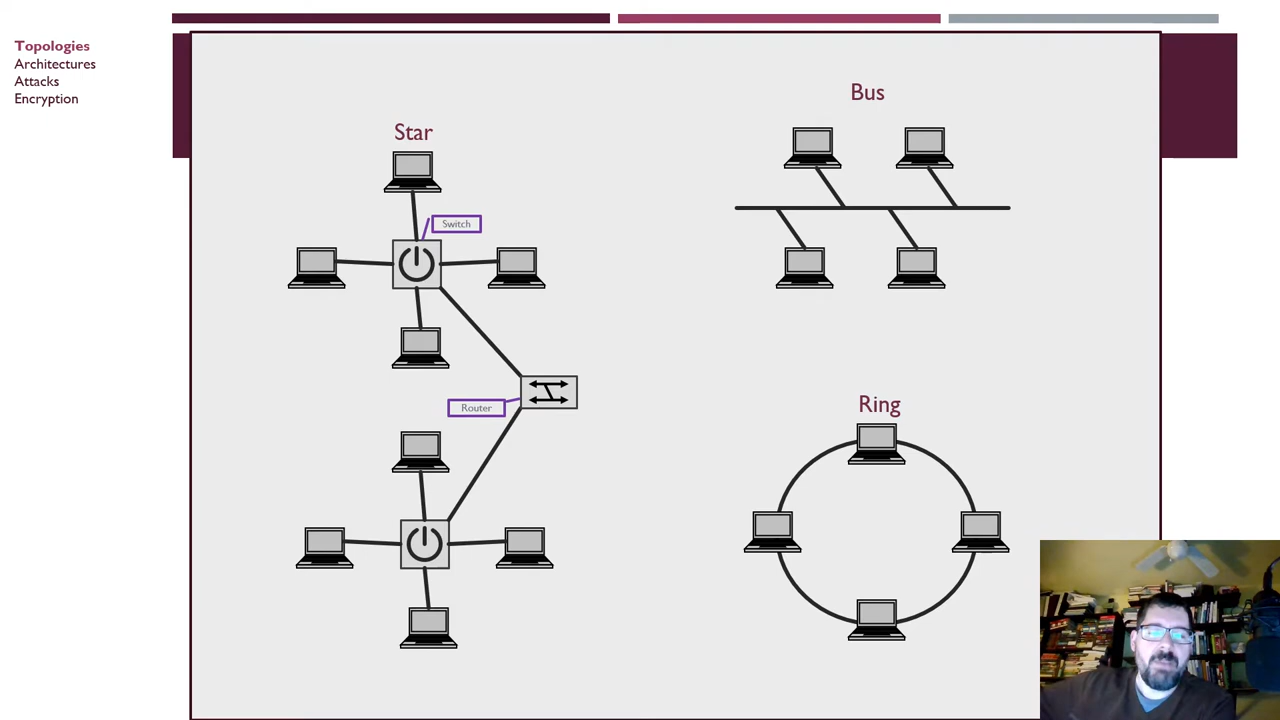 Topologies
Architectures
Attacks
Encryption
Star
Switch
Router
Bus
Ring